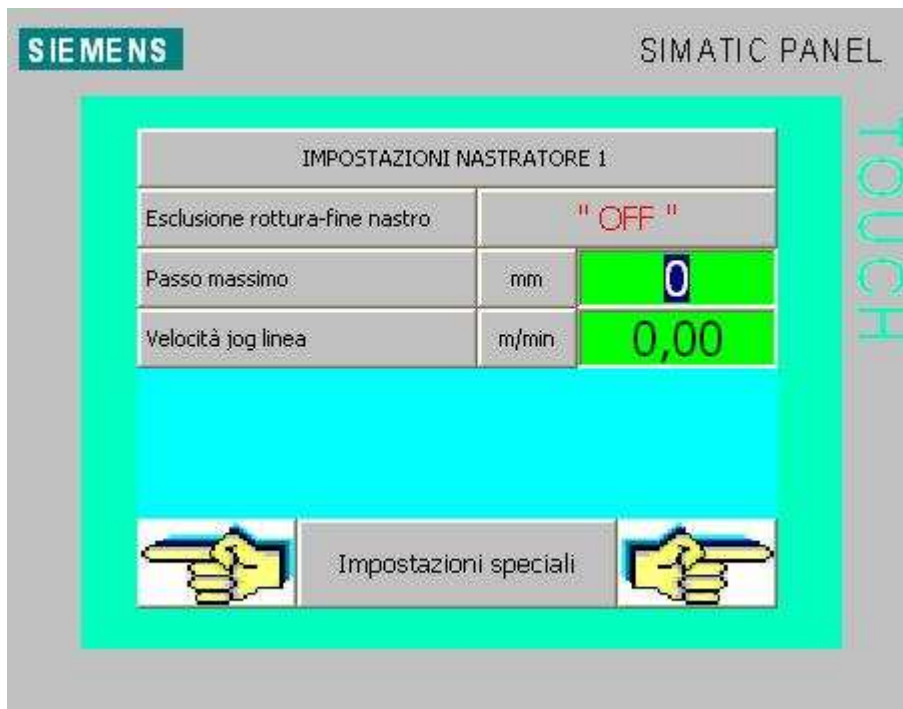 SIEMENS
SIMATIC PANEL
TOUCH
IMPOSTAZIONI NASTRATORE 1
Esclusione rottura-fine nastro " OFF "
Passo massimo mm 0
Velocità jog linea m/min 0,00
Impostazioni speciali